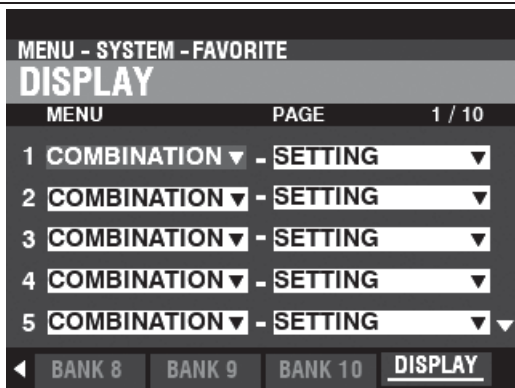 MENU - SYSTEM - FAVORITE
DISPLAY
MENU PAGE 1 / 10
1 COMBINATION ▼ - SETTING ▼
2 COMBINATION ▼ - SETTING ▼
3 COMBINATION ▼ - SETTING ▼
4 COMBINATION ▼ - SETTING ▼
5 COMBINATION ▼ - SETTING ▼
BANK 8 BANK 9 BANK 10 DISPLAY